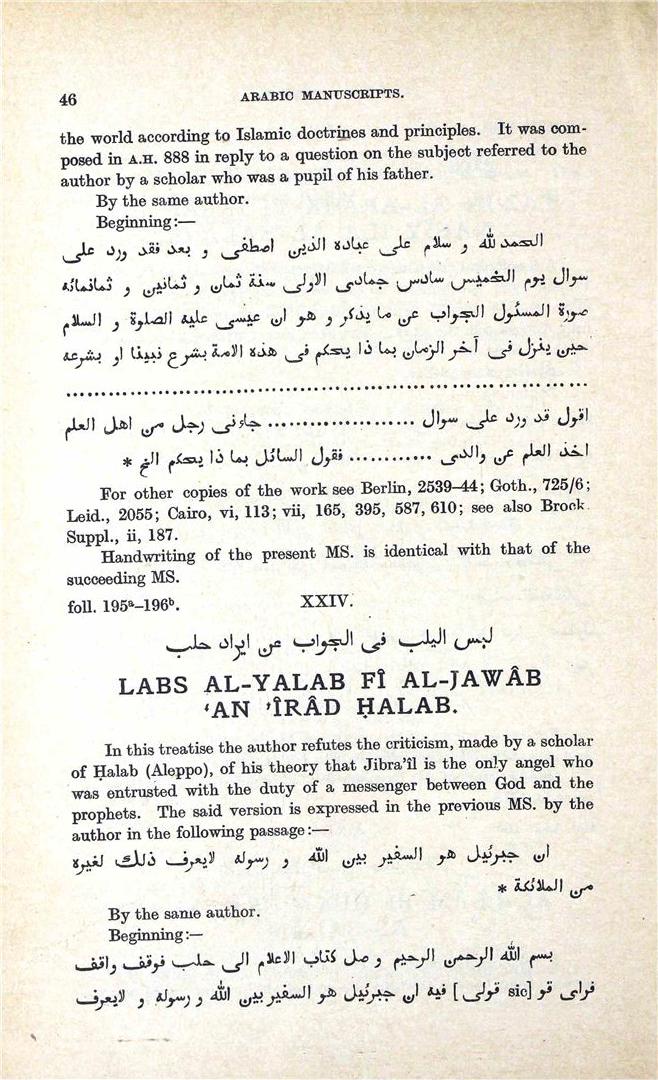 46
ARABIC MANUSCRIPTS.
the world according to Islamic doctrines and principles. It was com-
posed in A.H. 888 in reply to a question on the subject referred to the
author by a scholar who was a pupil of his father.
By the same author.
Beginning:—
الحمد لله و سلام على عباده الذين اصطفى و بعد فقد ورد على
سوال يوم الخميس سادس جمادى الاولى سنة ثمان و ثمانين و ثمانمائه
صورة المسئول الجواب عن ما يذكر و هو ان عيسى عليه الصلوة و السلام
حين ينزل فى آخر الزمان بما ذا يحكم فى هذه الامة بشرع نبينا او بشرعه
................................................................
اقول قد ورد على سوال ..................... جاءنى رجل من اهل العلم
اخذ العلم عن والدى ............ فقول السائل بما ذا يحكم الخ *
For other copies of the work see Berlin, 2539–44; Goth., 725/6;
Leid., 2055; Cairo, vi, 113; vii, 165, 395, 587, 610; see also Brock.
Suppl., ii, 187.
Handwriting of the present MS. is identical with that of the
succeeding MS.
foll. 195ᵃ–196ᵇ. XXIV.
لبس اليلب فى الجواب عن ايراد حلب
LABS AL-YALAB FÎ AL-JAWÂB
‘AN ’ÎRÂD ḤALAB.
In this treatise the author refutes the criticism, made by a scholar
of Ḥalab (Aleppo), of his theory that Jibra’îl is the only angel who
was entrusted with the duty of a messenger between God and the
prophets. The said version is expressed in the previous MS. by the
author in the following passage:—
ان جبرئيل هو السفير بين الله و رسوله لايعرف ذلك لغيره
من الملائكة *
By the same author.
Beginning:—
بسم الله الرحمن الرحيم و صل كتاب الاعلام الى حلب فوقف واقف
فراى قو [sic قولى] فيه ان جبرئيل هو السفير بين الله و رسوله و لايعرف